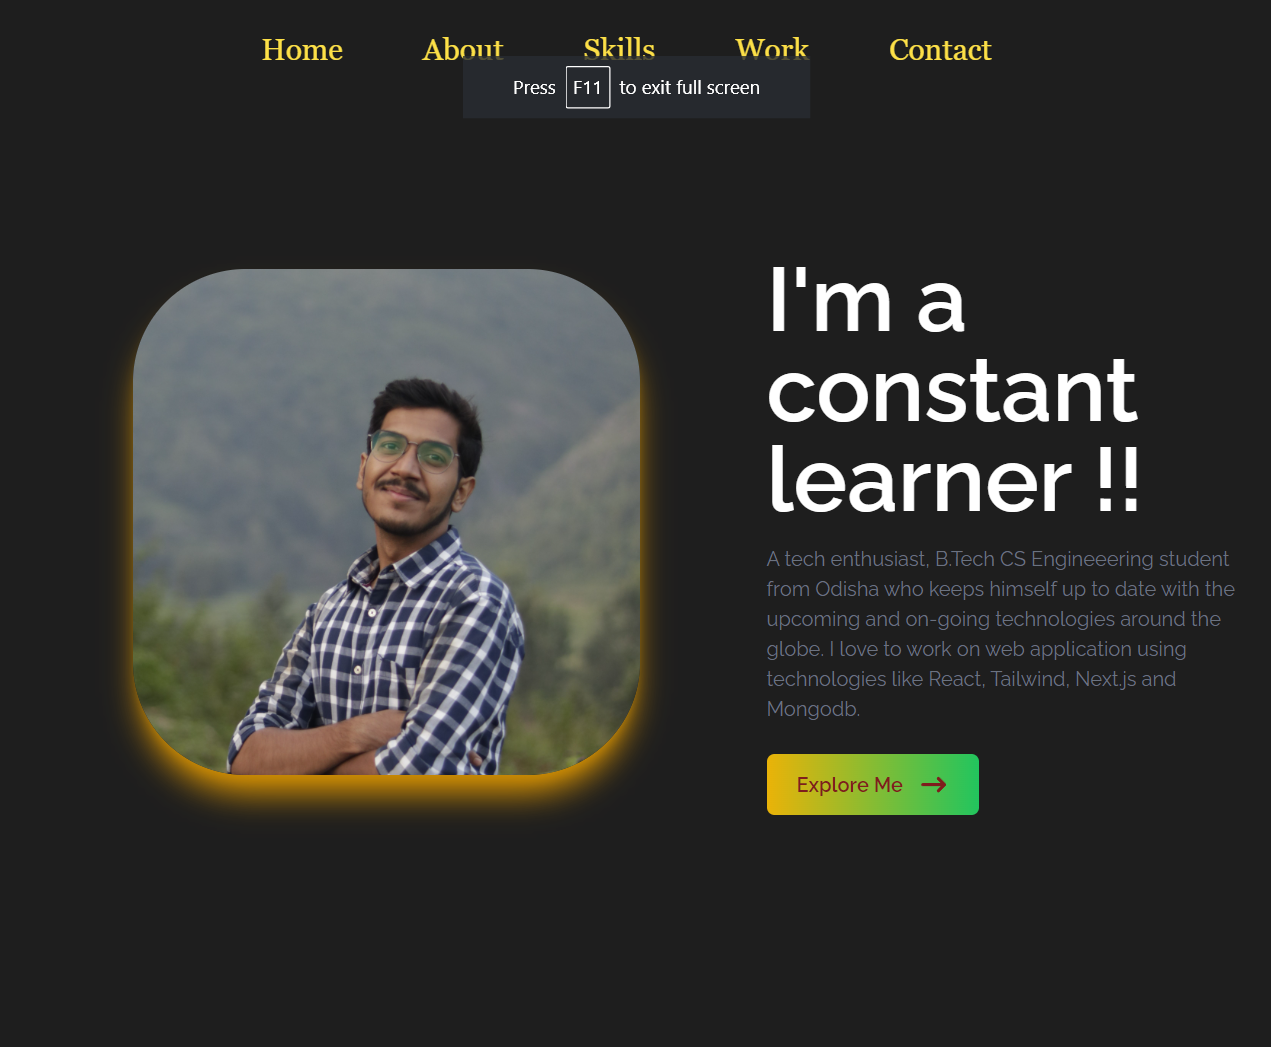 Home About Skills Work Contact
Press F11 to exit full screen
I'm a
constant
learner !!
A tech enthusiast, B.Tech CS Engineeering student
from Odisha who keeps himself up to date with the
upcoming and on-going technologies around the
globe. I love to work on web application using
technologies like React, Tailwind, Next.js and
Mongodb.
Explore Me